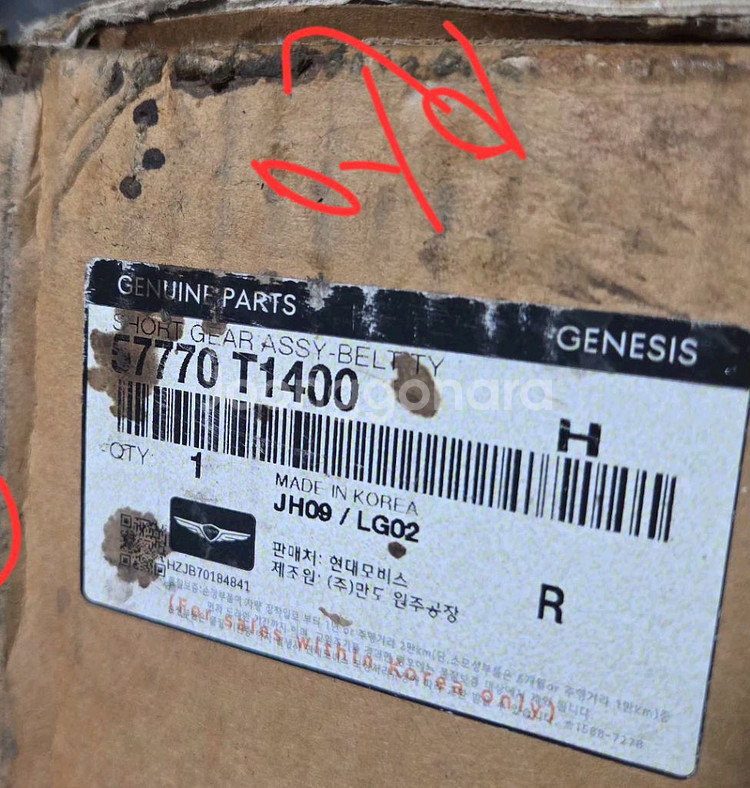 GENUINE PARTS
GENESIS
SHORT GEAR ASSY-BELT TY
57770 T1400
H
QTY 1
MADE IN KOREA
JH09 / LG02
판매처: 현대모비스
제조원: (주)만도 원주공장
HZJB70184841
R
(For sales within Korea only)
☎1588-7278